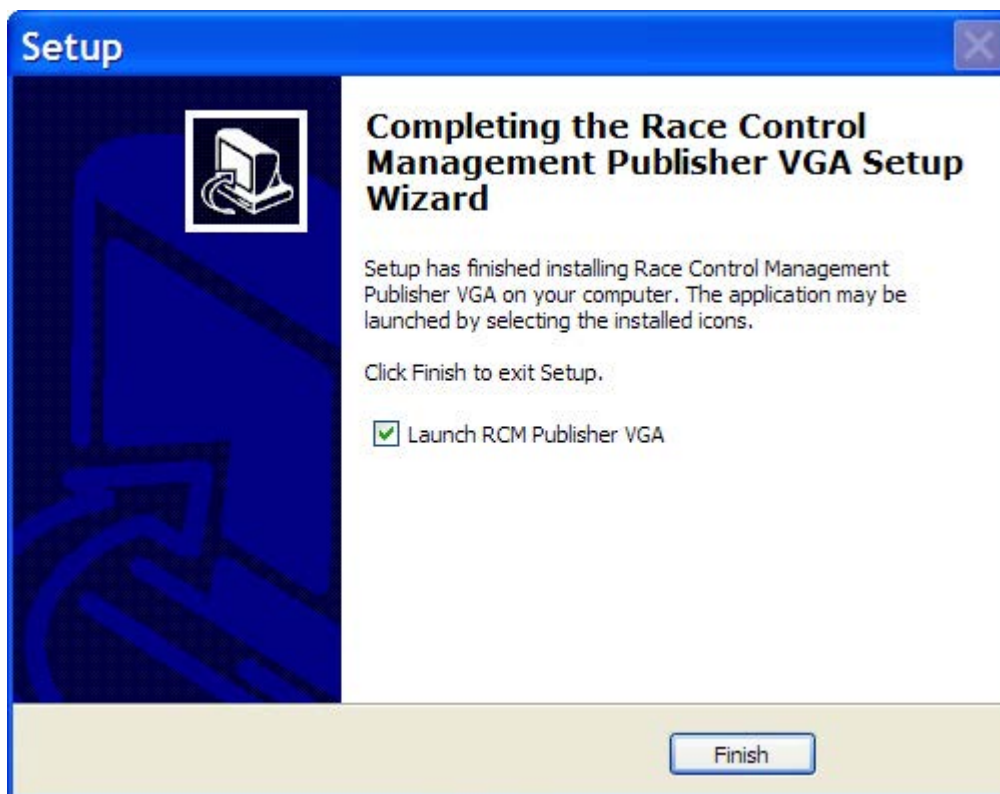 Setup
Completing the Race Control
Management Publisher VGA Setup
Wizard
Setup has finished installing Race Control Management
Publisher VGA on your computer. The application may be
launched by selecting the installed icons.
Click Finish to exit Setup.
Launch RCM Publisher VGA
Finish